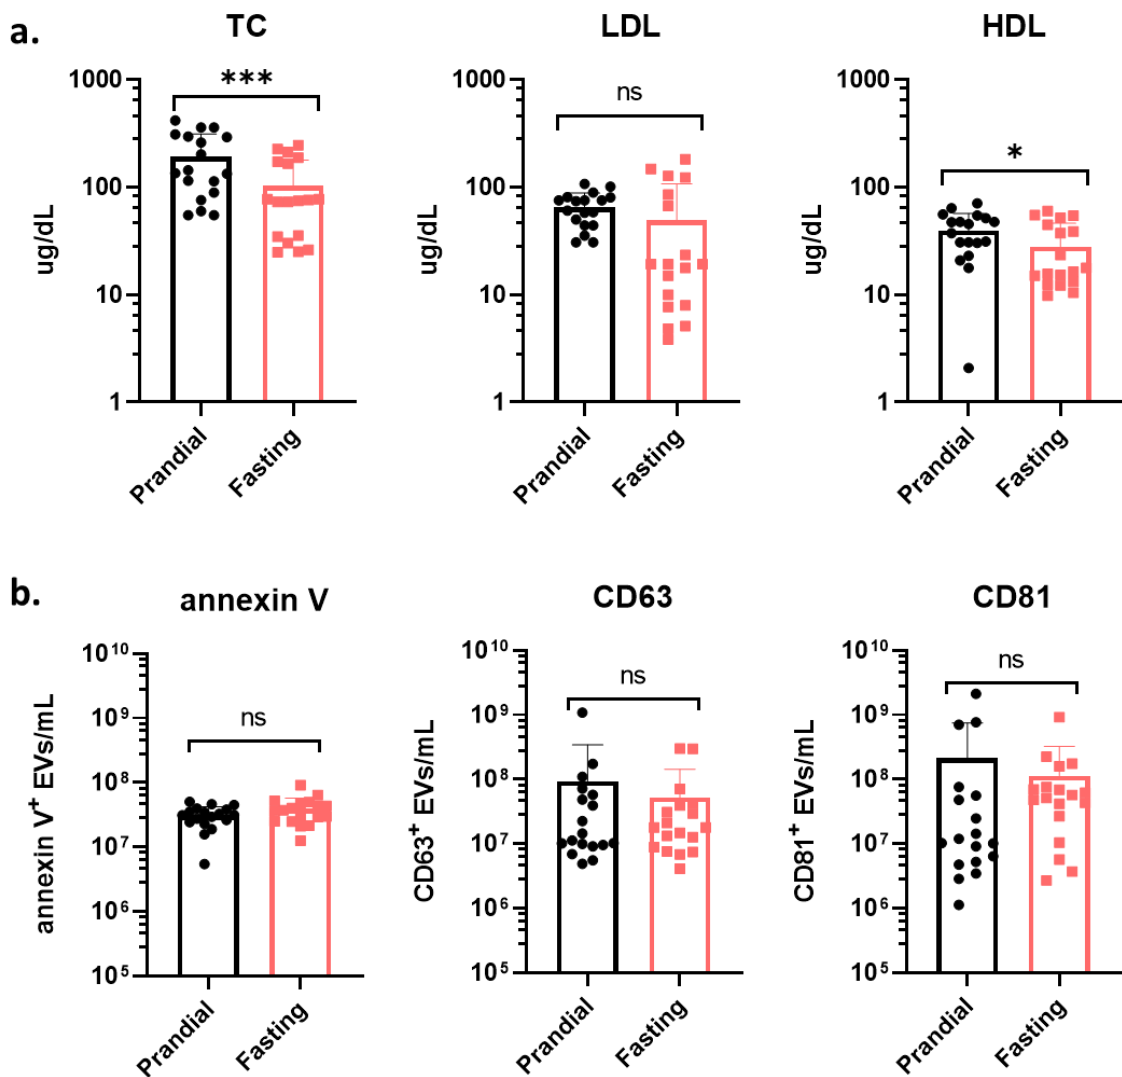 a.
TC
LDL
HDL
1000
100
10
1
ug/dL
***
Prandial
Fasting
1000
100
10
1
ug/dL
ns
Prandial
Fasting
1000
100
10
1
ug/dL
*
Prandial
Fasting
b.
annexin V
CD63
CD81
10¹⁰
10⁹
10⁸
10⁷
10⁶
10⁵
annexin V⁺ EVs/mL
ns
Prandial
Fasting
10¹⁰
10⁹
10⁸
10⁷
10⁶
10⁵
CD63⁺ EVs/mL
ns
Prandial
Fasting
10¹⁰
10⁹
10⁸
10⁷
10⁶
10⁵
CD81⁺ EVs/mL
ns
Prandial
Fasting